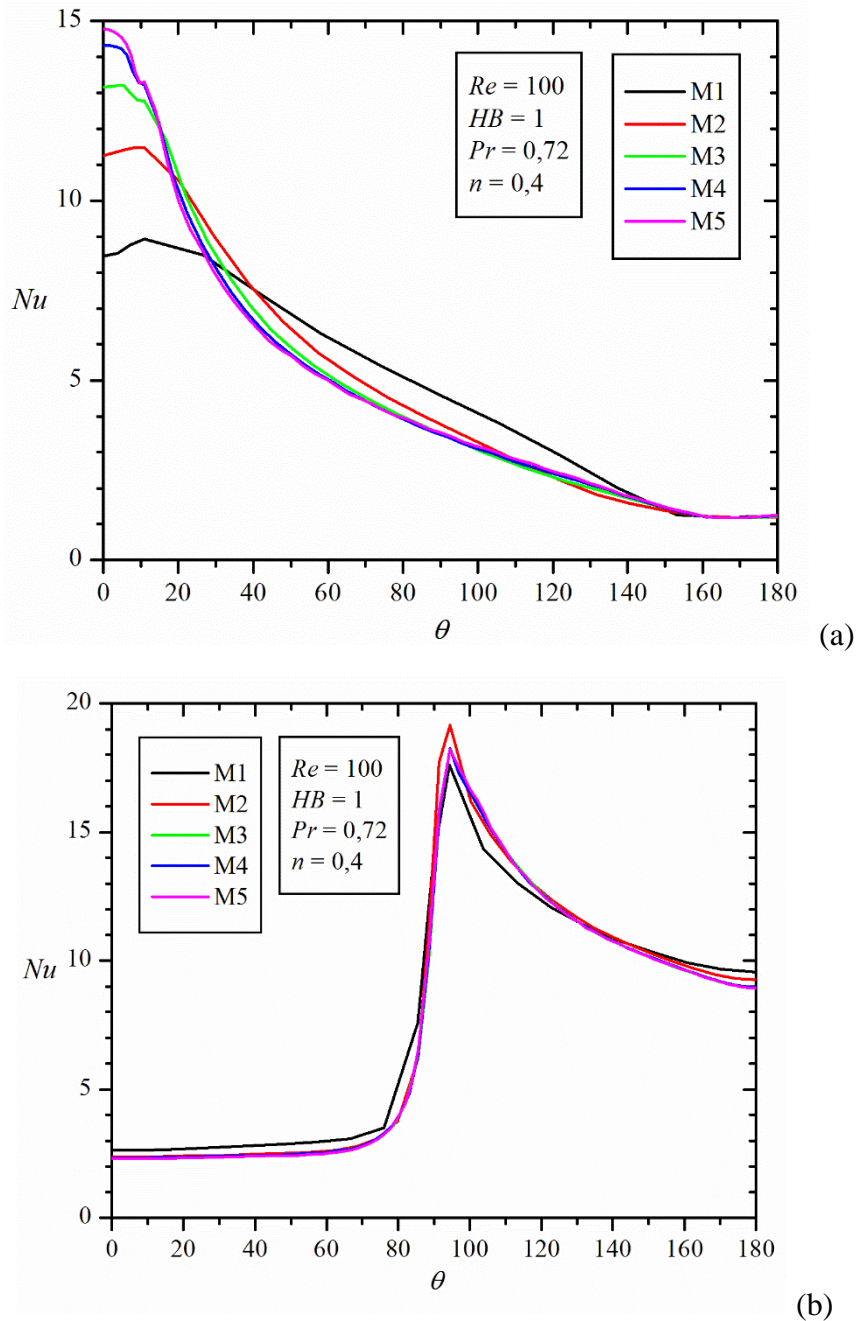 15
10
5
0
Nu
Re = 100
HB = 1
Pr = 0,72
n = 0,4
M1
M2
M3
M4
M5
0 20 40 60 80 100 120 140 160 180
θ
(a)
20
15
10
5
0
Nu
M1
M2
M3
M4
M5
Re = 100
HB = 1
Pr = 0,72
n = 0,4
0 20 40 60 80 100 120 140 160 180
θ
(b)